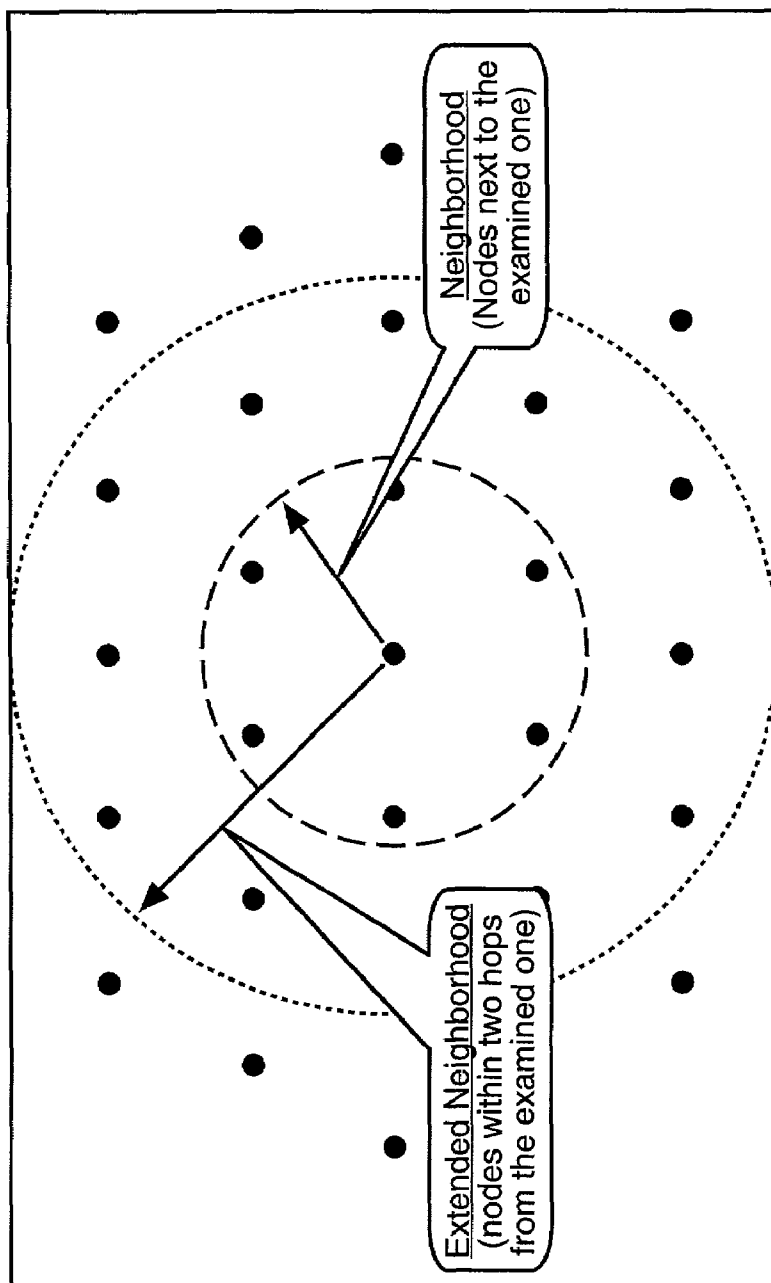 Extended Neighborhood
(nodes within two hops
from the examined one)
Neighborhood
(Nodes next to the
examined one)